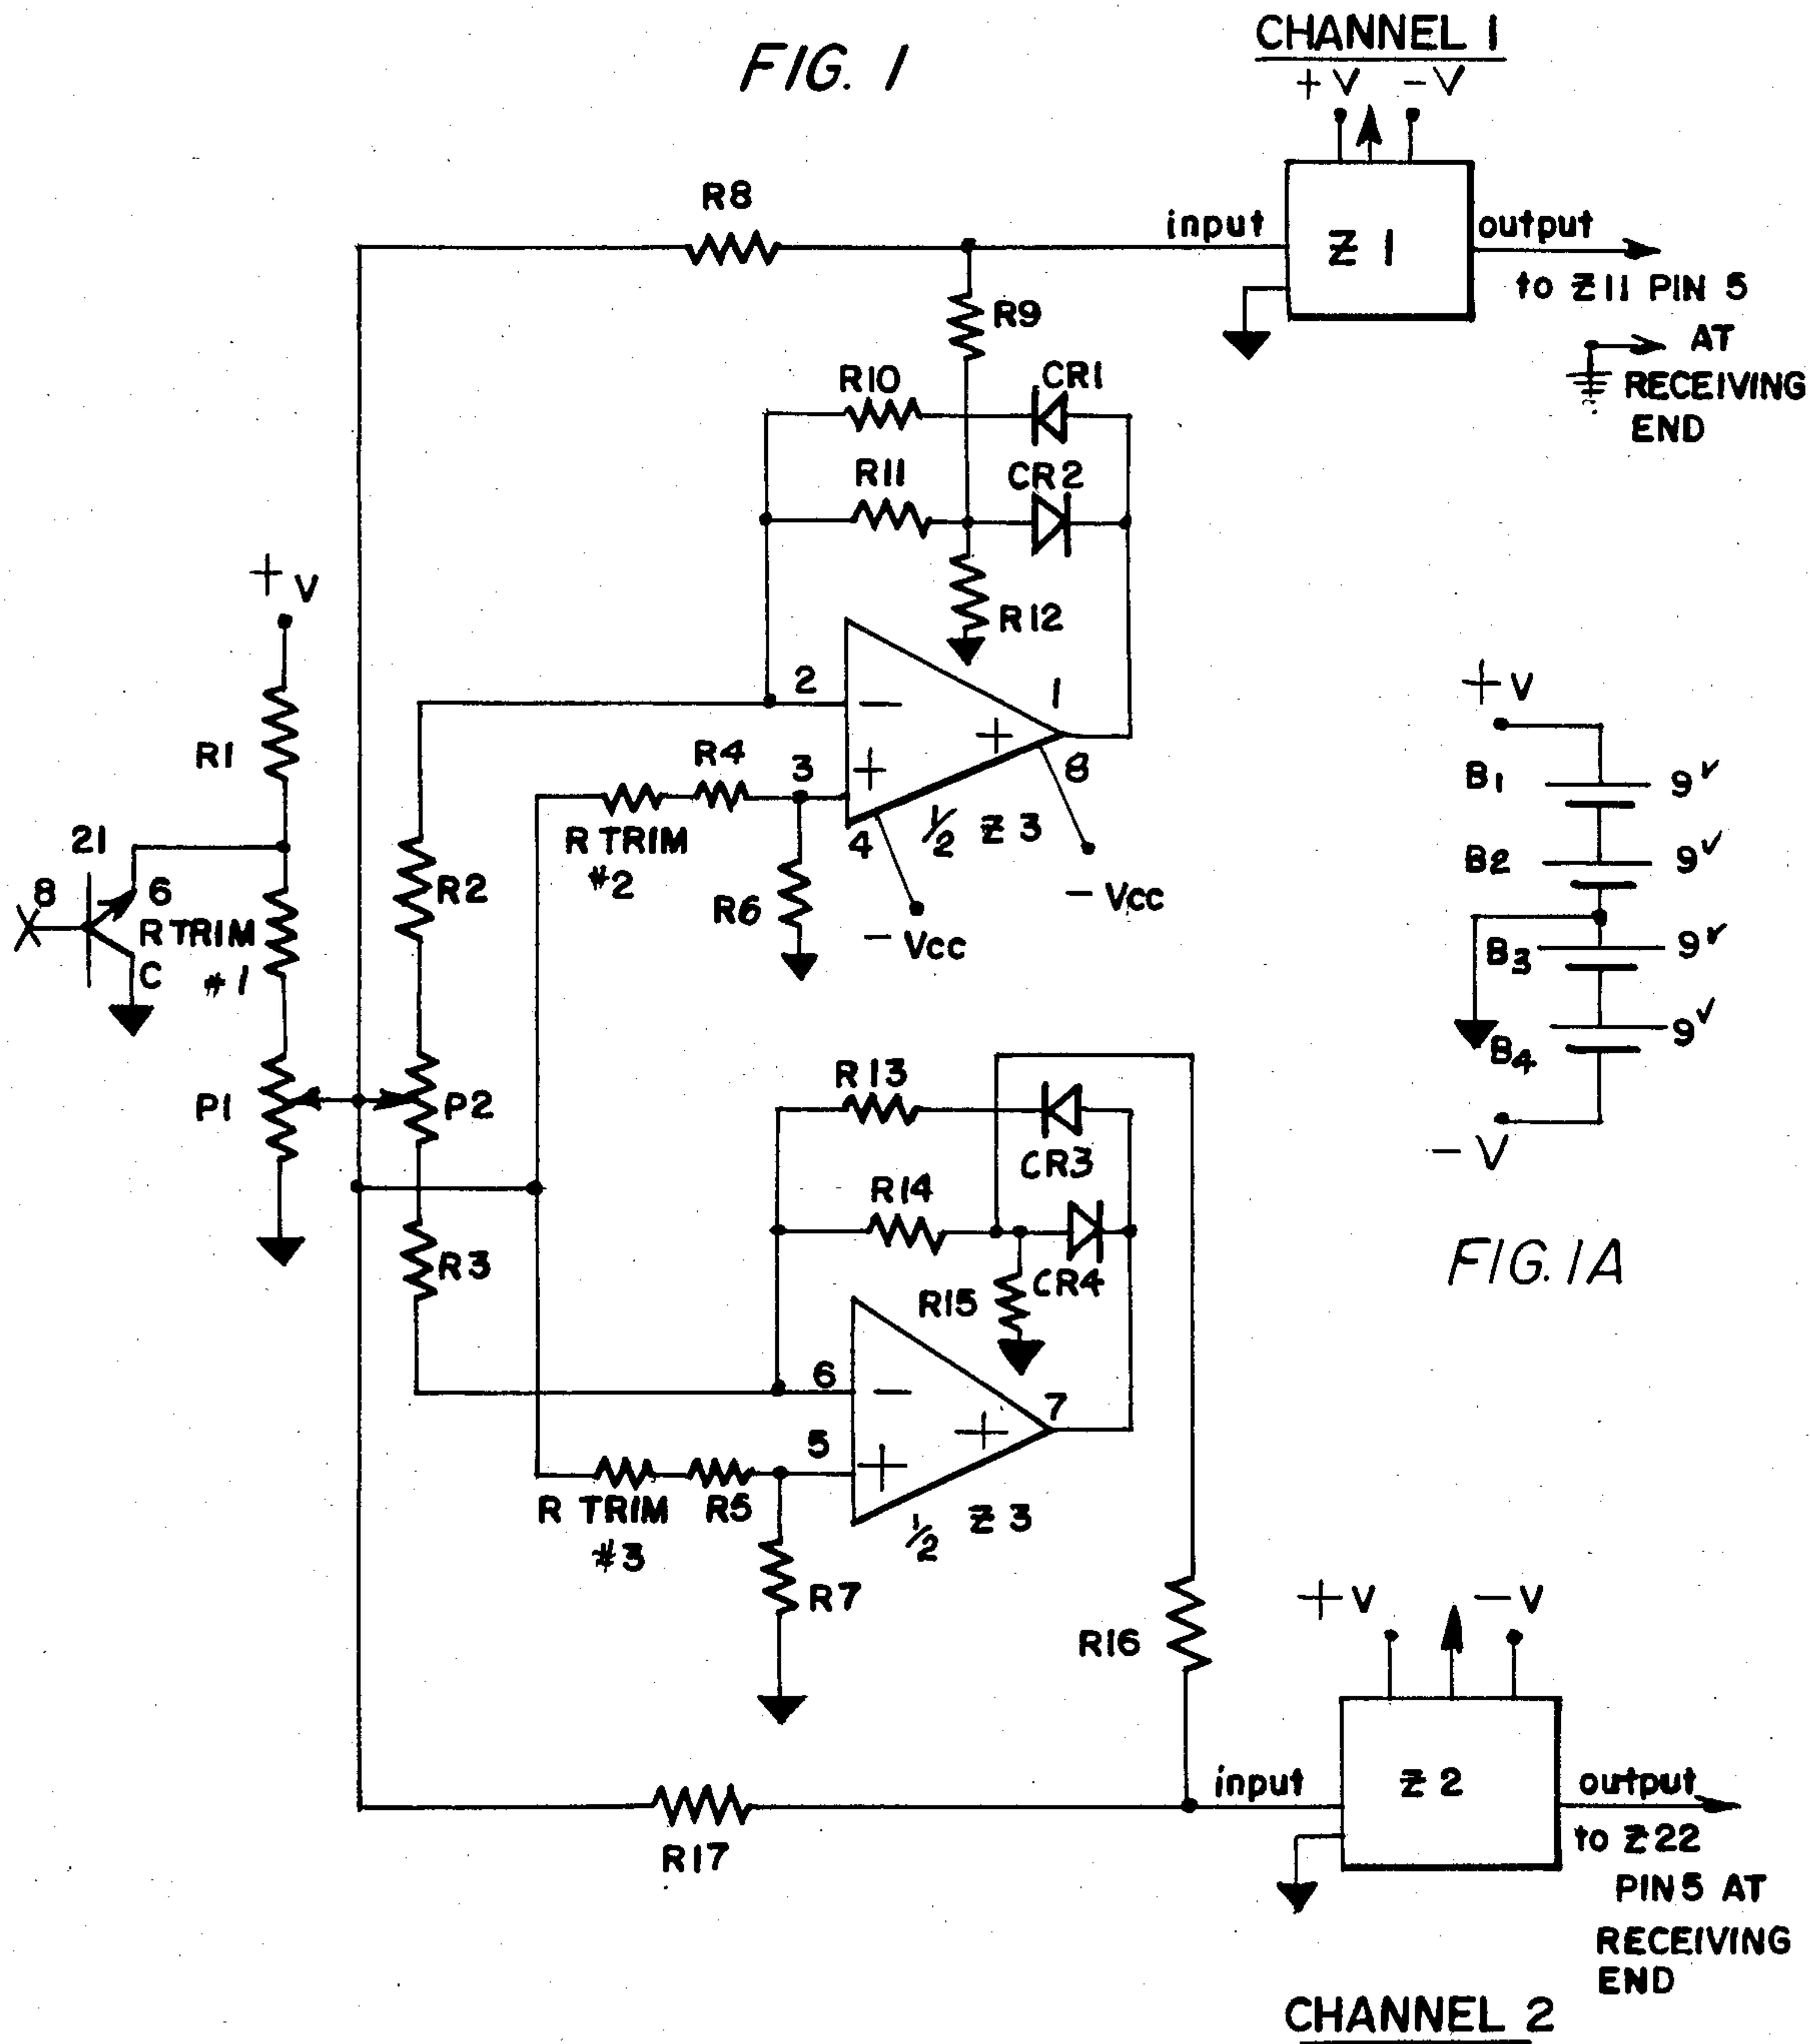 FIG. 1
CHANNEL 1
+V -V
R8
input
Z 1
output
to Z11 PIN 5
R9
AT
RECEIVING
END
R10
CR1
R11
CR2
+V
R12
2
1
-
+
+
8
R1
R4
3
R TRIM
#2
4
1/2 Z 3
21
8
6
R TRIM
#1
C
R2
R6
-Vcc
-Vcc
+V
B1 9V
B2 9V
B3 9V
B4 9V
-V
P1
P2
R13
CR3
R14
FIG. 1A
R3
R15
CR4
6
7
-
+
5
+
R TRIM
#3
R5
1/2 Z 3
R7
R16
+V -V
input
Z 2
output
to Z22
R17
PIN 5 AT
RECEIVING
END
CHANNEL 2